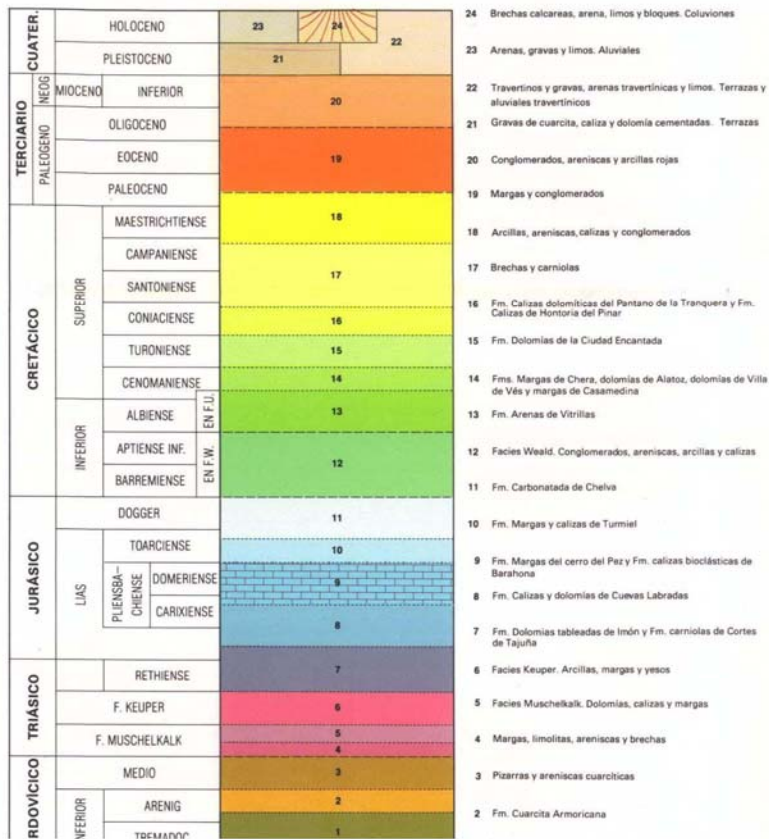 CUATER.
HOLOCENO
PLEISTOCENO
23
24
22
21
TERCIARIO
NEOG
PALEOGENO
MIOCENO
INFERIOR
OLIGOCENO
EOCENO
PALEOCENO
20
19
CRETÁCICO
SUPERIOR
INFERIOR
MAESTRICHTIENSE
CAMPANIENSE
SANTONIENSE
CONIACIENSE
TURONIENSE
CENOMANIENSE
ALBIENSE
EN F.U.
APTIENSE INF.
BARREMIENSE
EN F.W.
18
17
16
15
14
13
12
JURÁSICO
DOGGER
LIAS
TOARCIENSE
PLIENSBA-
CHIENSE
DOMERIENSE
CARIXIENSE
11
10
9
8
TRIÁSICO
RETHIENSE
F. KEUPER
F. MUSCHELKALK
7
6
5
4
RDOVÍCICO
MEDIO
NFERIOR
ARENIG
TREMADOC
3
2
1
24 Brechas calcareas, arena, limos y bloques. Coluviones
23 Arenas, gravas y limos. Aluviales
22 Travertinos y gravas, arenas travertínicas y limos. Terrazas y
aluviales travertínicos
21 Gravas de cuarcita, caliza y dolomía cementadas. Terrazas
20 Conglomerados, areniscas y arcillas rojas
19 Margas y conglomerados
18 Arcillas, areniscas, calizas y conglomerados
17 Brechas y carniolas
16 Fm. Calizas dolomíticas del Pantano de la Tranquera y Fm.
Calizas de Hontoria del Pinar
15 Fm. Dolomías de la Ciudad Encantada
14 Fms. Margas de Chera, dolomías de Alatoz, dolomías de Villa
de Vés y margas de Casamedina
13 Fm. Arenas de Vitrillas
12 Facies Weald. Conglomerados, areniscas, arcillas y calizas
11 Fm. Carbonatada de Chelva
10 Fm. Margas y calizas de Turmiel
9 Fm. Margas del cerro del Pez y Fm. calizas bioclásticas de
Barahona
8 Fm. Calizas y dolomías de Cuevas Labradas
7 Fm. Dolomías tableadas de Imón y Fm. carniolas de Cortes
de Tajuña
6 Facies Keuper. Arcillas, margas y yesos
5 Facies Muschelkalk. Dolomías, calizas y margas
4 Margas, limolitas, areniscas y brechas
3 Pizarras y areniscas cuarcíticas
2 Fm. Cuarcita Armoricana